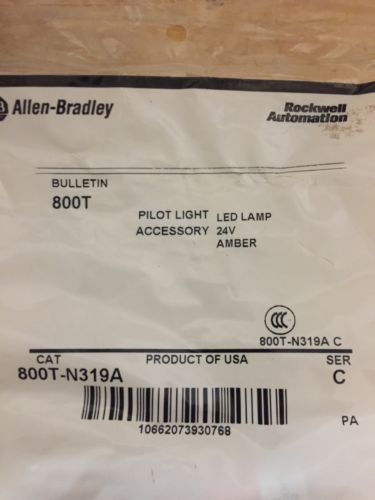 Allen-Bradley
Rockwell
Automation
BULLETIN
800T
PILOT LIGHT LED LAMP
ACCESSORY 24V
AMBER
CCC
800T-N319A C
CAT PRODUCT OF USA SER
800T-N319A C
10662073930768
PA